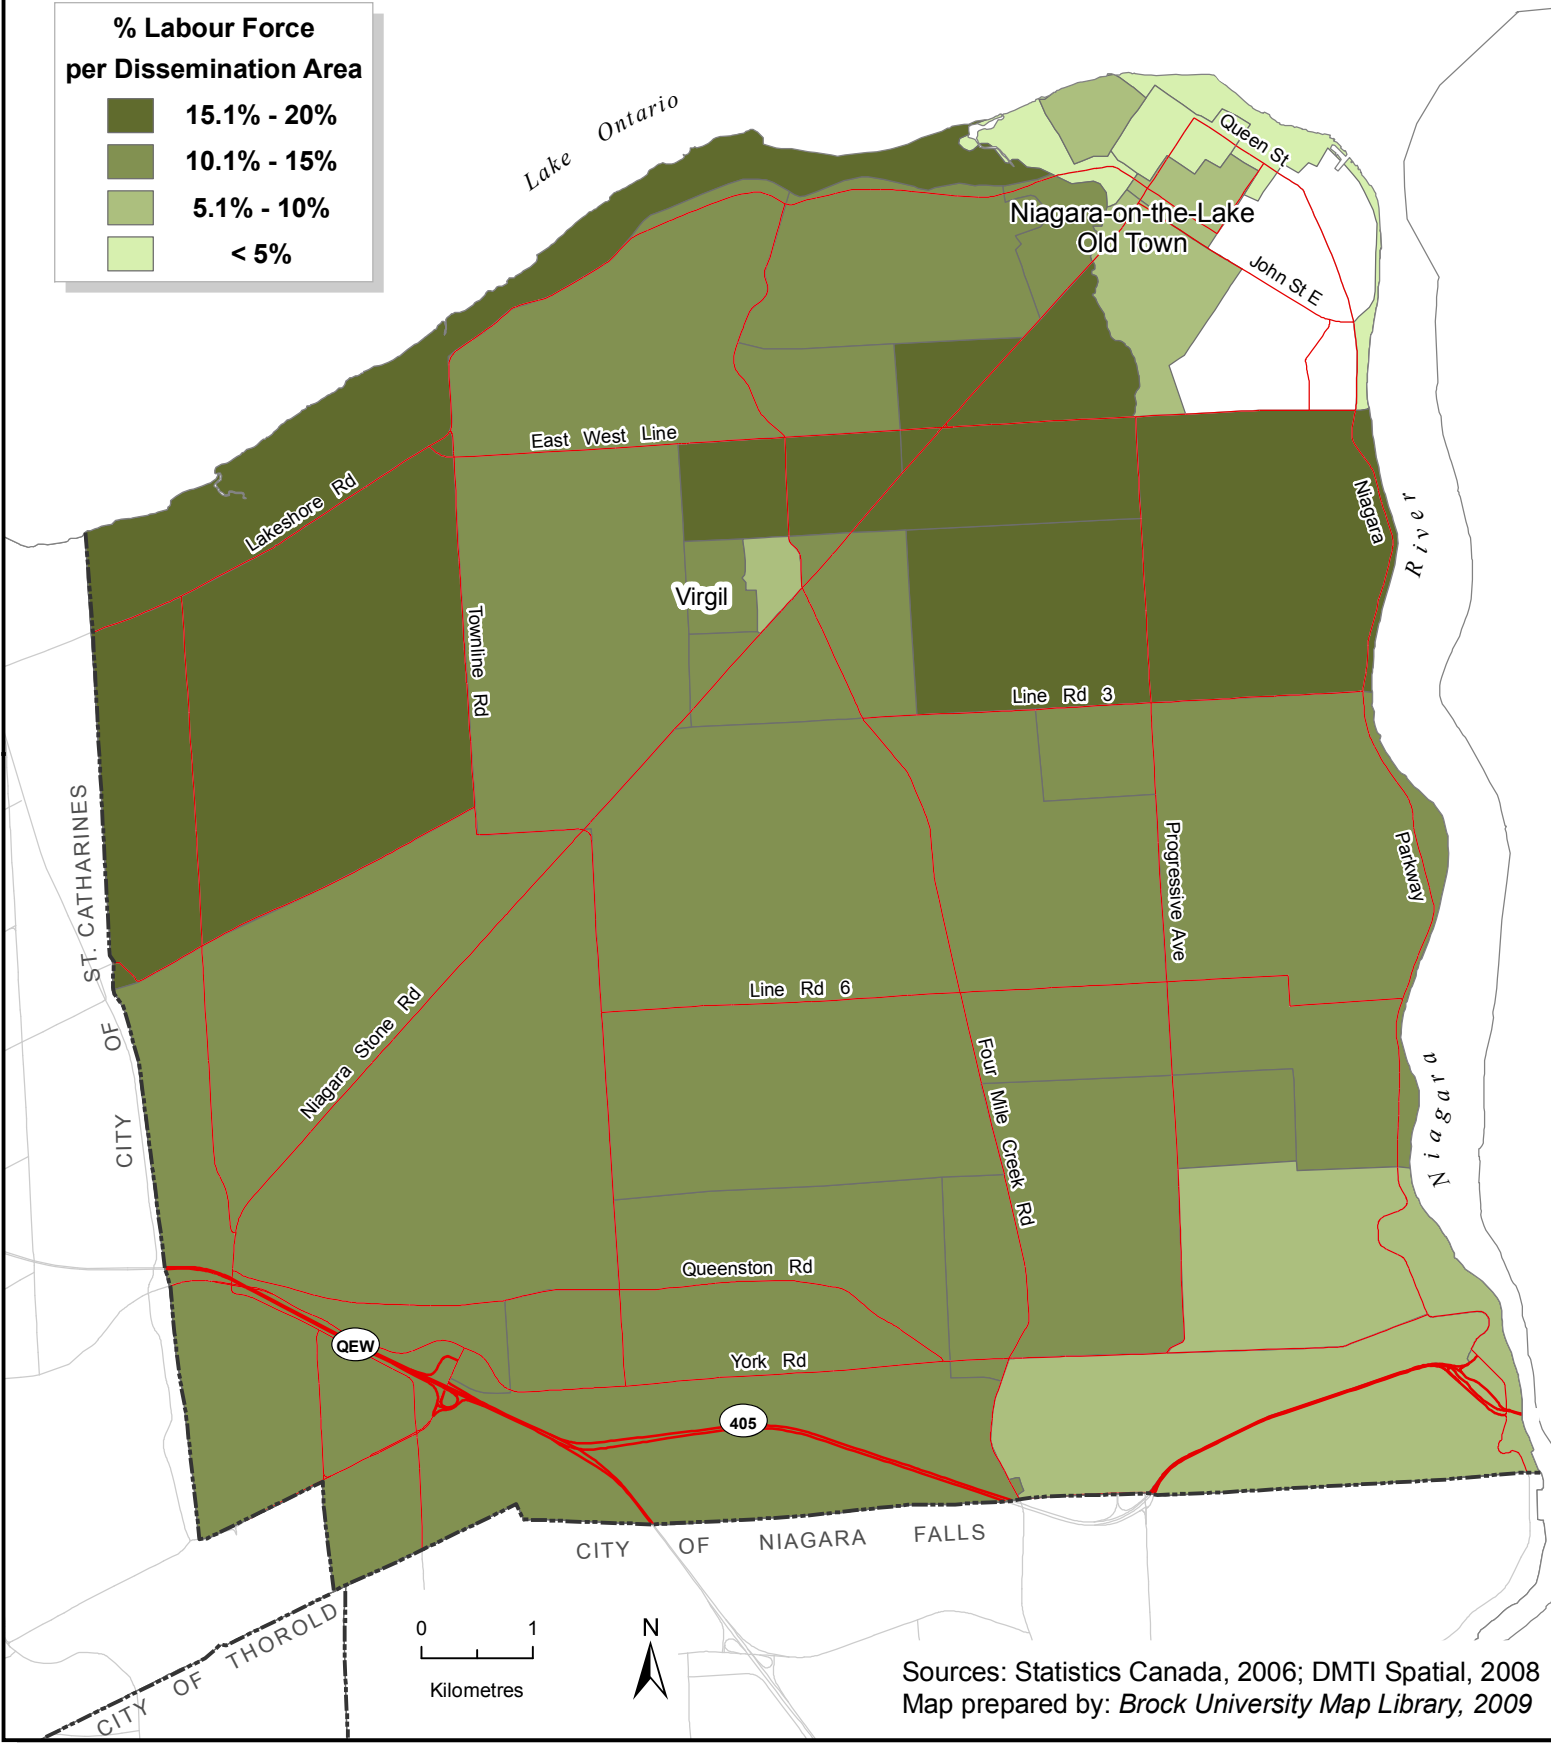 % Labour Force
per Dissemination Area
15.1% - 20%
10.1% - 15%
5.1% - 10%
< 5%
Lake Ontario
Queen St
Niagara-on-the-Lake
Old Town
John St E
East West Line
Lakeshore Rd
Niagara
River
Virgil
Townline Rd
Line Rd 3
CITY OF ST. CATHARINES
Progressive Ave
Parkway
Line Rd 6
Niagara Stone Rd
Four Mile Creek Rd
Niagara
Queenston Rd
QEW
York Rd
405
CITY OF NIAGARA FALLS
CITY OF THOROLD
0 1
Kilometres
N
Sources: Statistics Canada, 2006; DMTI Spatial, 2008
Map prepared by: Brock University Map Library, 2009